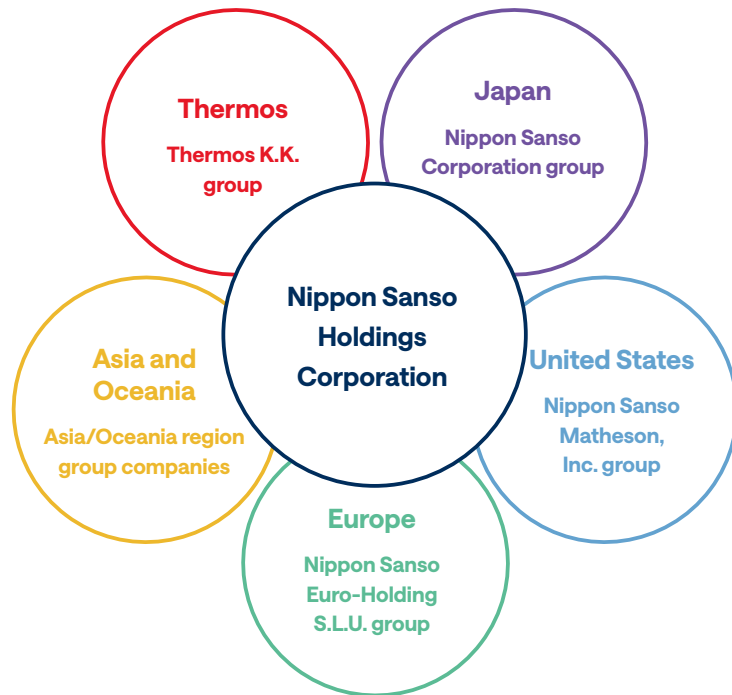 Thermos
Thermos K.K.
group
Japan
Nippon Sanso
Corporation group
Nippon Sanso
Holdings
Corporation
Asia and
Oceania
Asia/Oceania region
group companies
United States
Nippon Sanso
Matheson,
Inc. group
Europe
Nippon Sanso
Euro-Holding
S.L.U. group